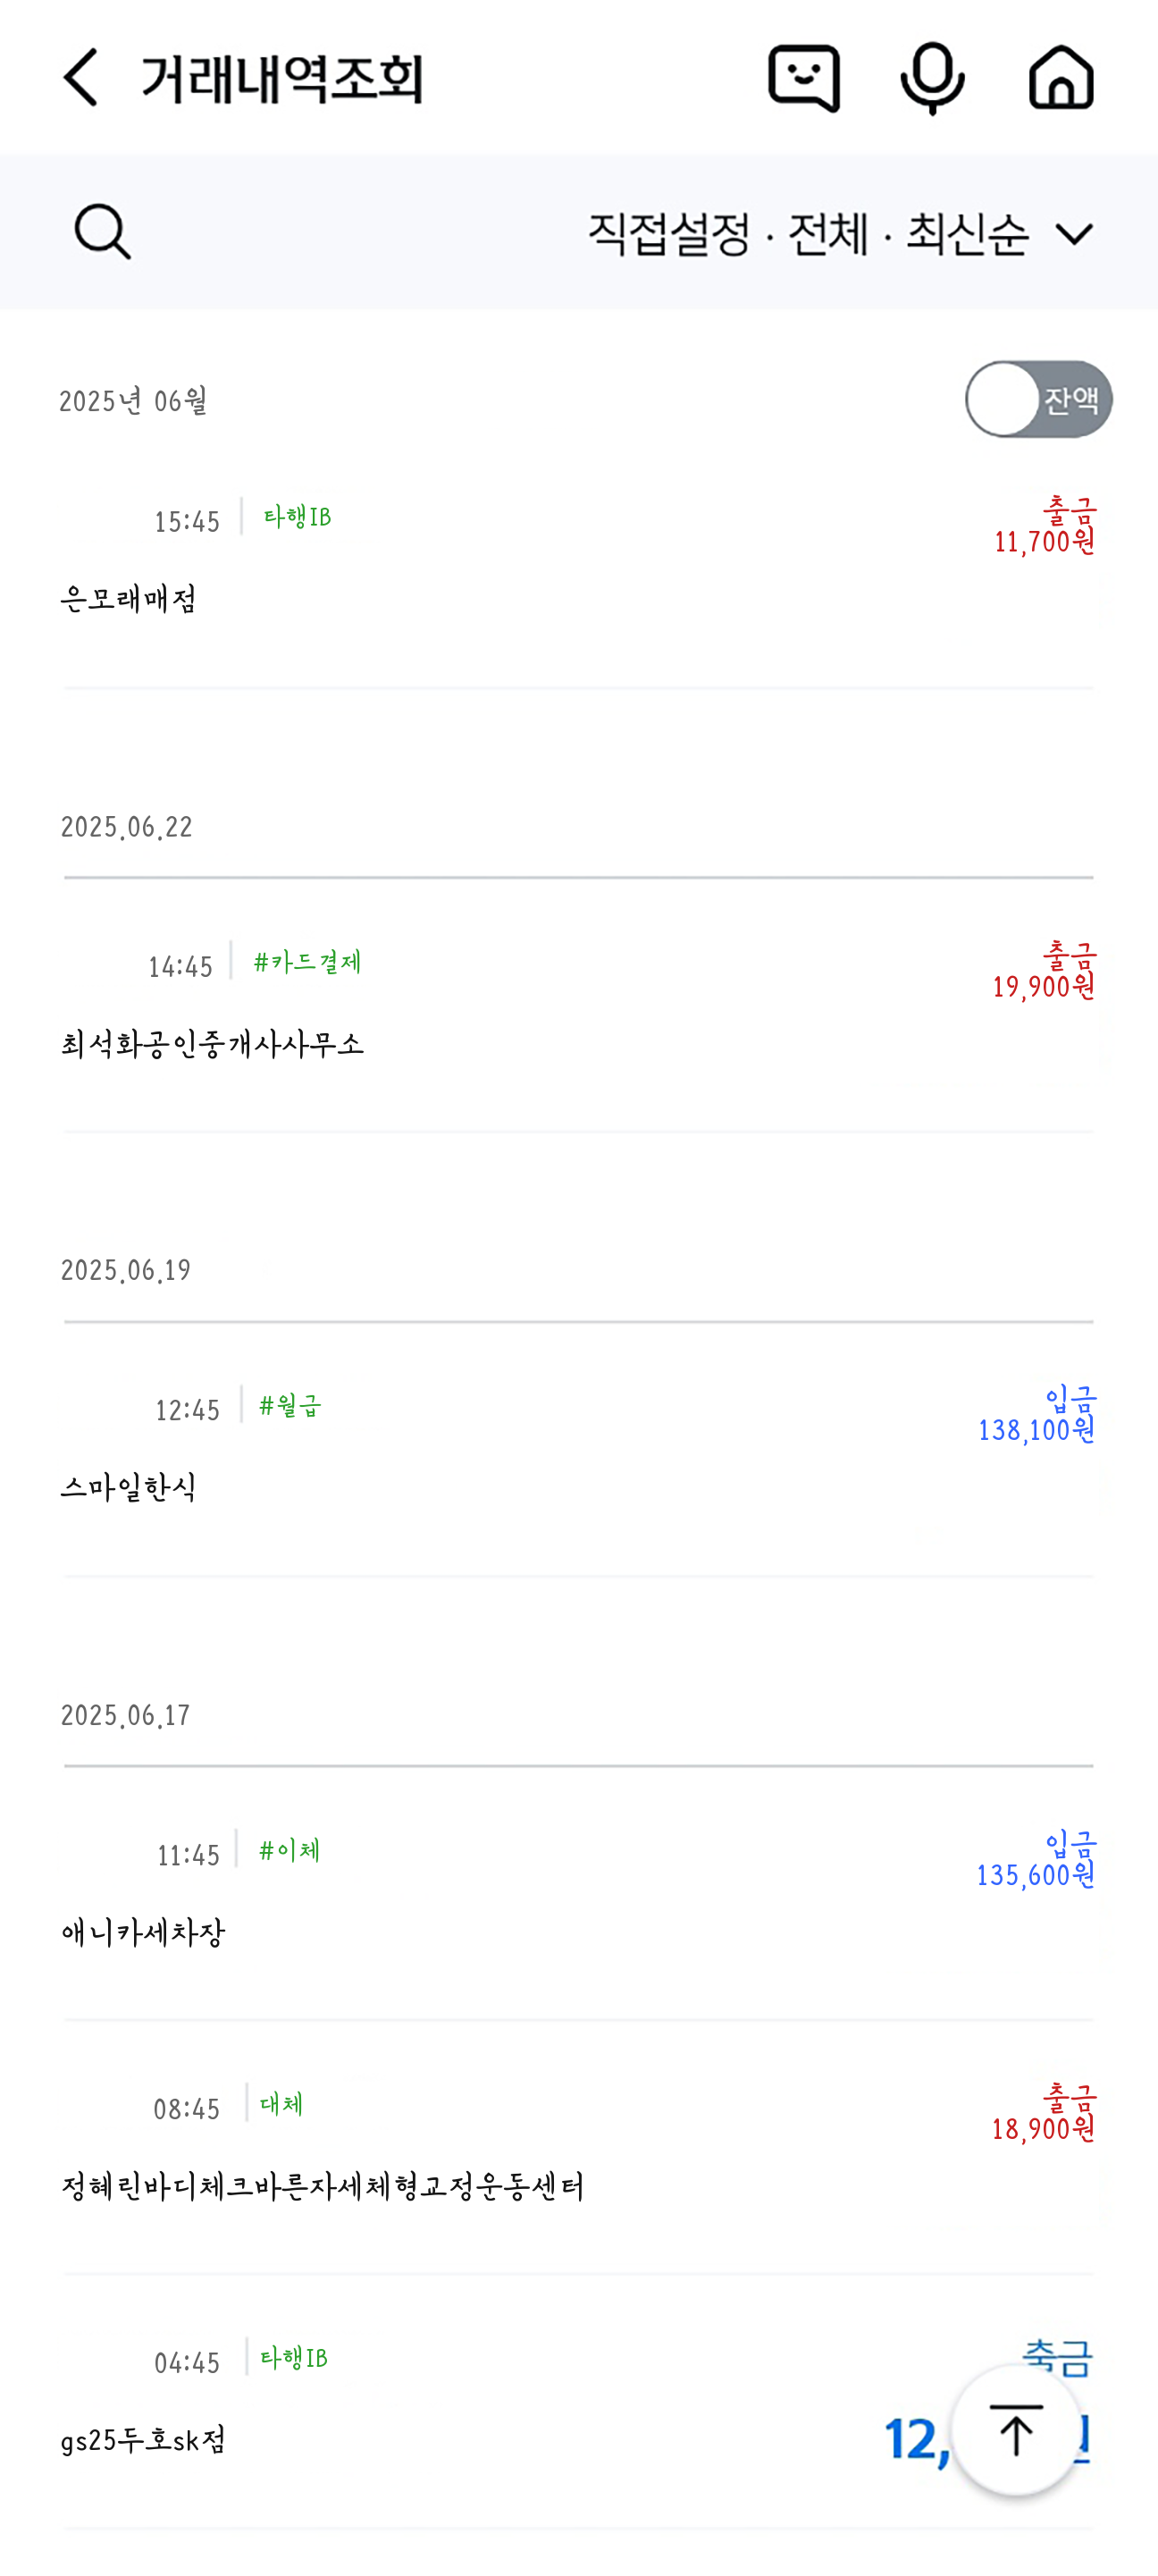 거래내역조회
직접설정 · 전체 · 최신순
2025년 06월
잔액
15:45 타행IB
출금
11,700원
은모래매점
2025.06.22
14:45 #카드결제
출금
19,900원
최석화공인중개사사무소
2025.06.19
12:45 #월급
입금
138,100원
스마일한식
2025.06.17
11:45 #이체
입금
135,600원
애니카세차장
08:45 대체
출금
18,900원
정혜린바디체크바른자세체형교정운동센터
04:45 타행IB
gs25두호sk점
12,